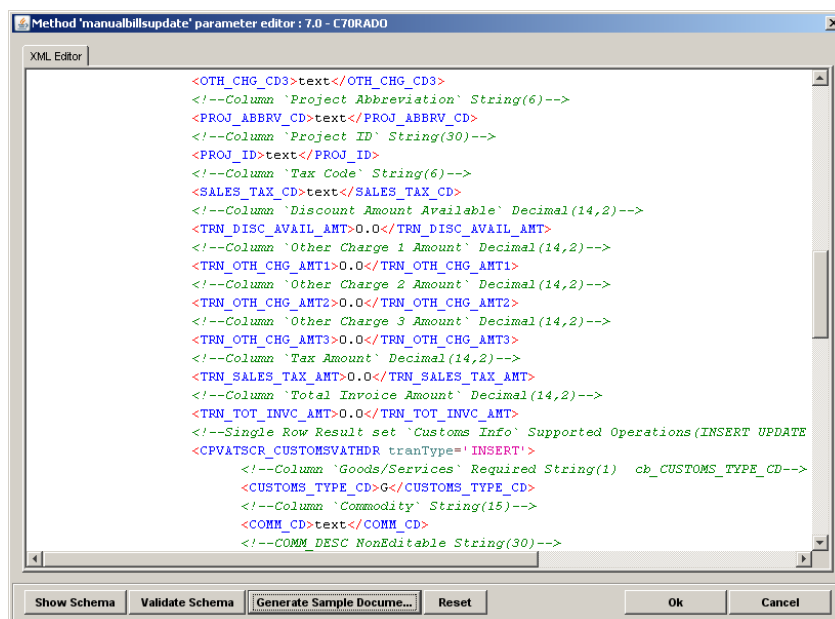 Method 'manualbillsupdate' parameter editor : 7.0 - C70RADO
XML Editor
<OTH_CHG_CD3>text</OTH_CHG_CD3>
<!--Column `Project Abbreviation` String(6)-->
<PROJ_ABBRV_CD>text</PROJ_ABBRV_CD>
<!--Column `Project ID` String(30)-->
<PROJ_ID>text</PROJ_ID>
<!--Column `Tax Code` String(6)-->
<SALES_TAX_CD>text</SALES_TAX_CD>
<!--Column `Discount Amount Available` Decimal(14,2)-->
<TRN_DISC_AVAIL_AMT>0.0</TRN_DISC_AVAIL_AMT>
<!--Column `Other Charge 1 Amount` Decimal(14,2)-->
<TRN_OTH_CHG_AMT1>0.0</TRN_OTH_CHG_AMT1>
<!--Column `Other Charge 2 Amount` Decimal(14,2)-->
<TRN_OTH_CHG_AMT2>0.0</TRN_OTH_CHG_AMT2>
<!--Column `Other Charge 3 Amount` Decimal(14,2)-->
<TRN_OTH_CHG_AMT3>0.0</TRN_OTH_CHG_AMT3>
<!--Column `Tax Amount` Decimal(14,2)-->
<TRN_SALES_TAX_AMT>0.0</TRN_SALES_TAX_AMT>
<!--Column `Total Invoice Amount` Decimal(14,2)-->
<TRN_TOT_INVC_AMT>0.0</TRN_TOT_INVC_AMT>
<!--Single Row Result set `Customs Info` Supported Operations(INSERT UPDATE
<CPVATSCR_CUSTOMSVATHDR tranType='INSERT'>
<!--Column `Goods/Services` Required String(1) cb_CUSTOMS_TYPE_CD-->
<CUSTOMS_TYPE_CD>G</CUSTOMS_TYPE_CD>
<!--Column `Commodity` String(15)-->
<COMM_CD>text</COMM_CD>
<!--COMM_DESC NonEditable String(30)-->
Show Schema Validate Schema Generate Sample Docume... Reset Ok Cancel